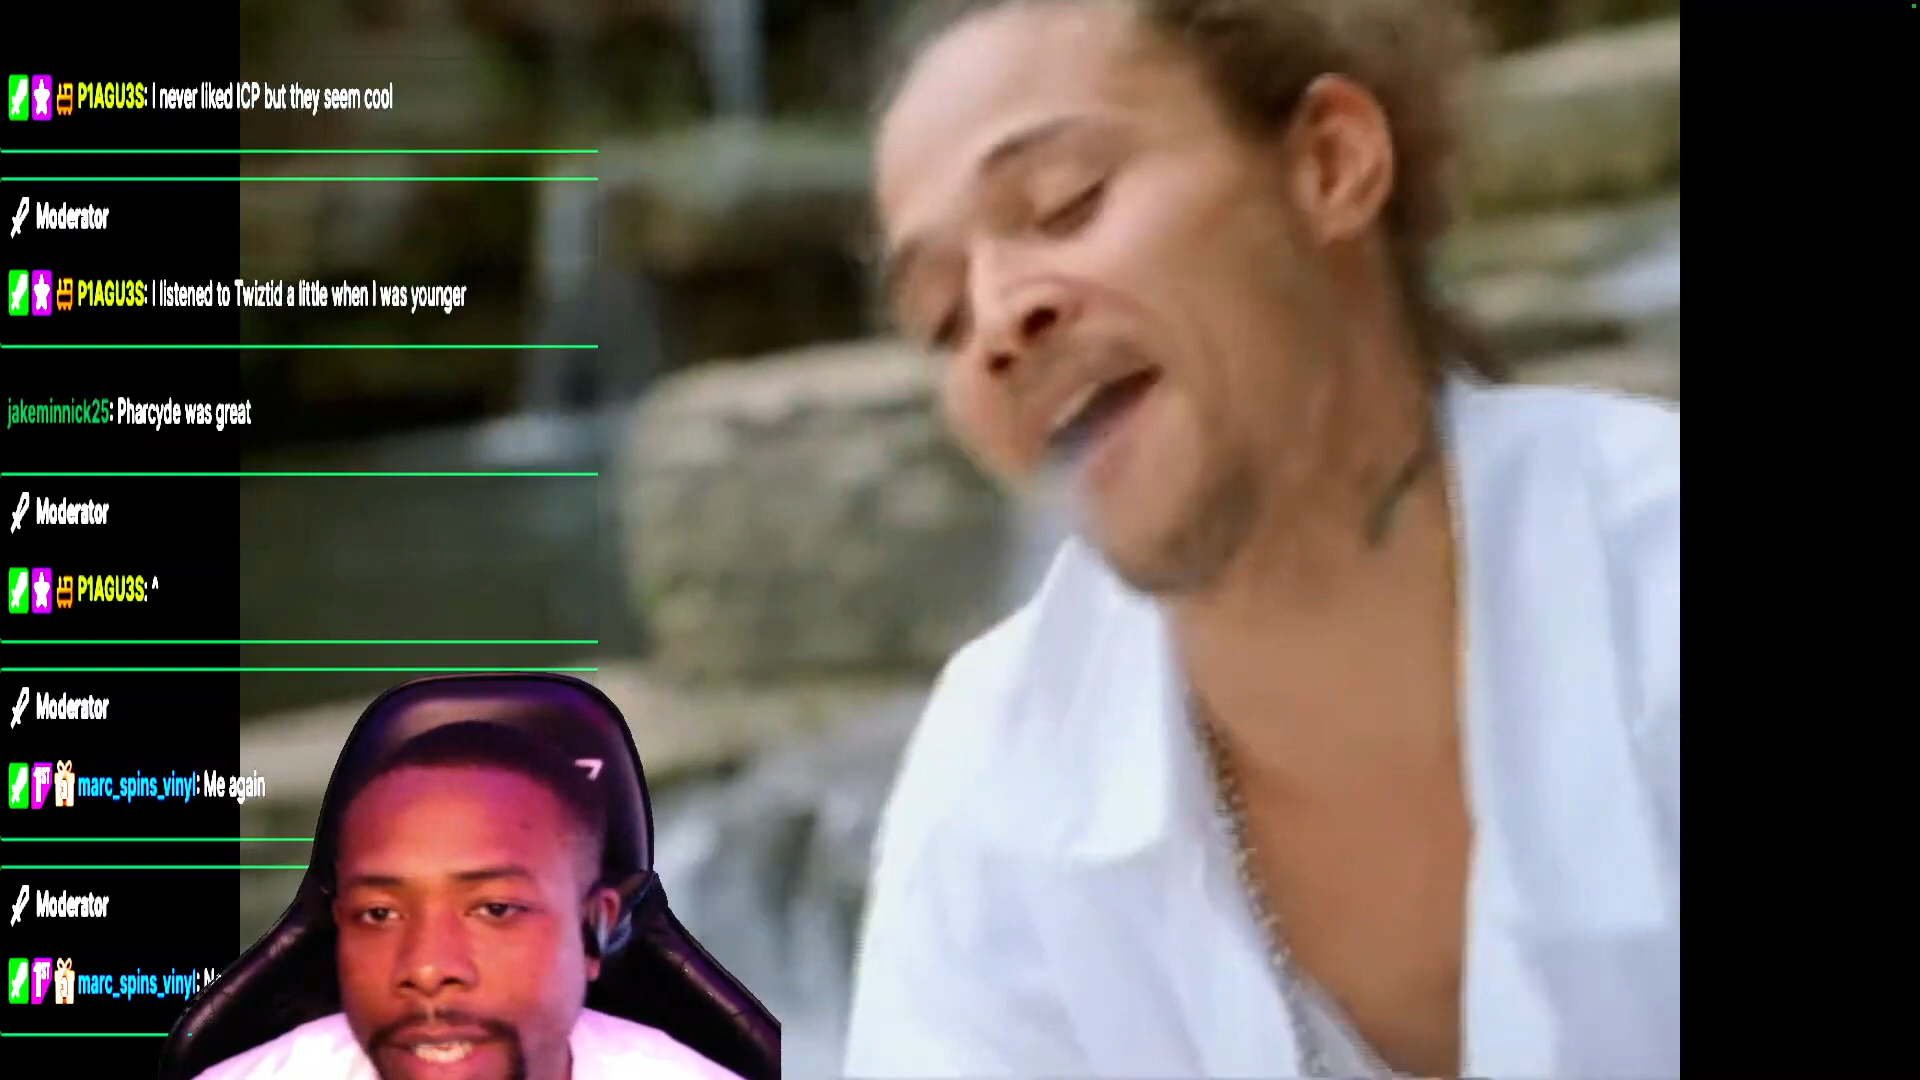 P1AGU3S: I never liked ICP but they seem cool
Moderator
P1AGU3S: I listened to Twiztid a little when I was younger
jakeminnick25: Pharcyde was great
Moderator
P1AGU3S: ^
Moderator
marc_spins_vinyl: Me again
Moderator
marc_spins_vinyl: